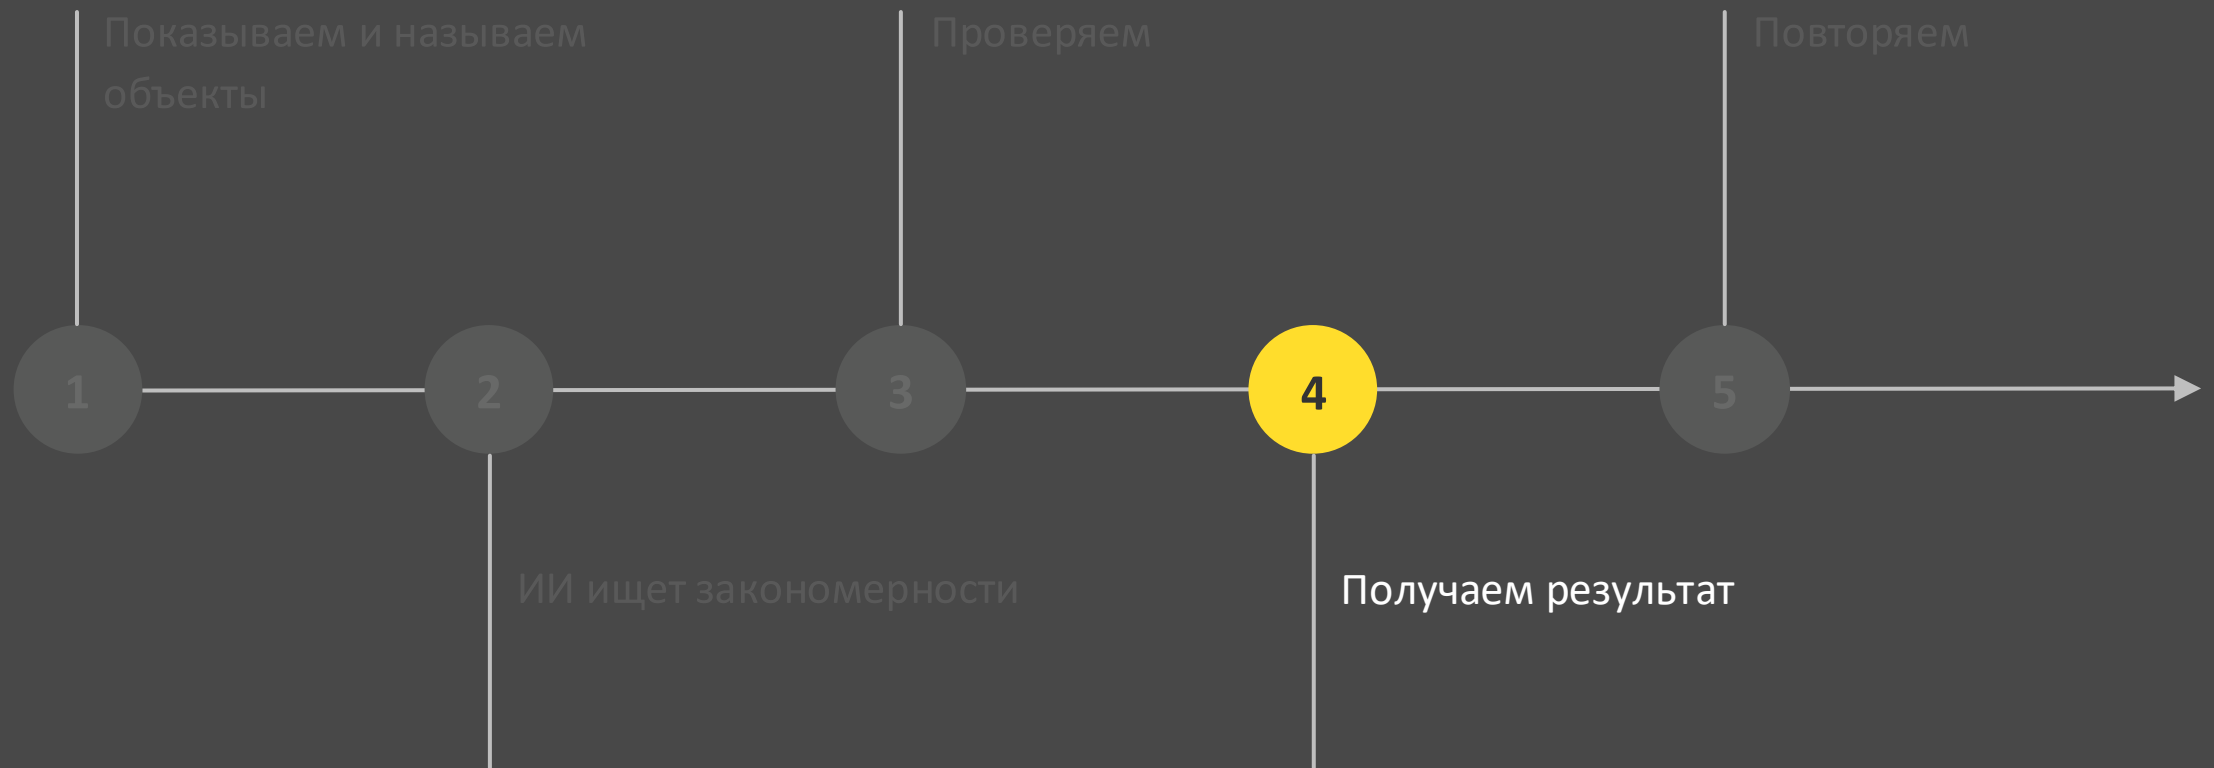 Показываем и называем
объекты
Проверяем
Повторяем
1
2
3
4
5
ИИ ищет закономерности
Получаем результат